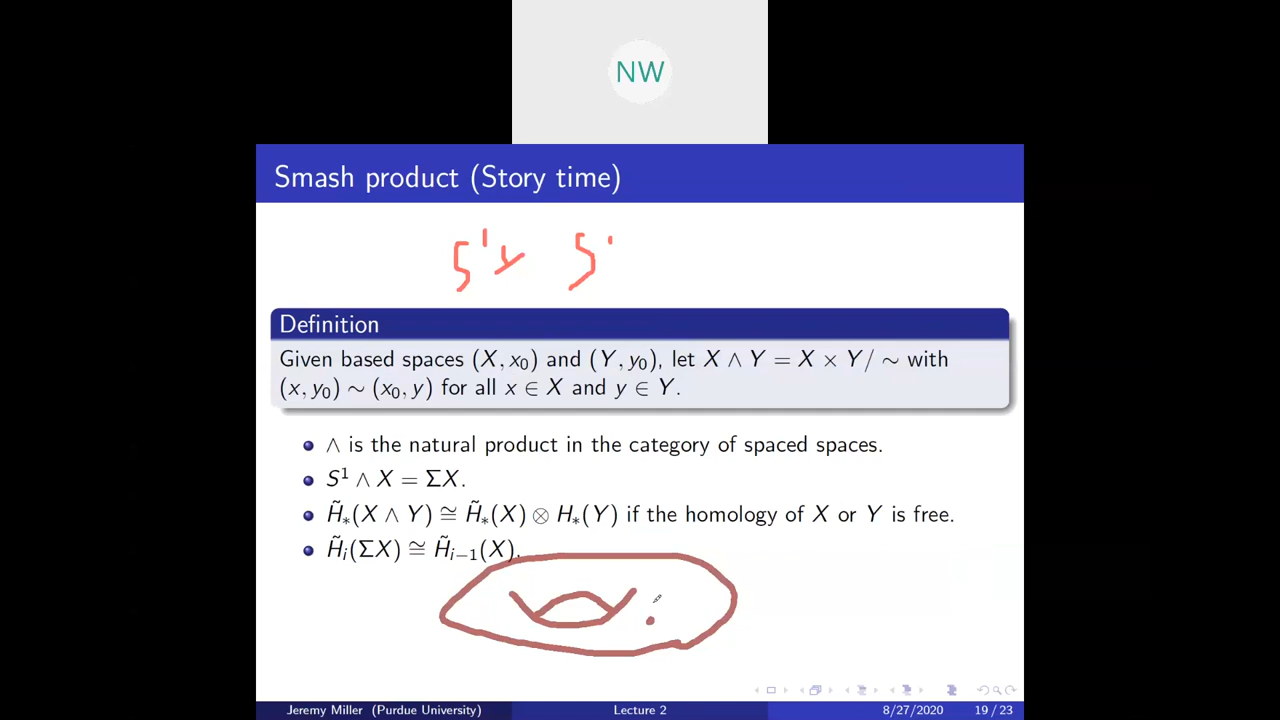 NW
Smash product (Story time)
S¹ S¹
Definition
Given based spaces (X, x₀) and (Y, y₀), let X ∧ Y = X × Y/ ∼ with
(x, y₀) ∼ (x₀, y) for all x ∈ X and y ∈ Y.
∧ is the natural product in the category of spaced spaces.
S¹ ∧ X = ΣX.
H̃∗(X ∧ Y) ≅ H̃∗(X) ⊗ H∗(Y) if the homology of X or Y is free.
H̃ᵢ(ΣX) ≅ H̃ᵢ₋₁(X).
Jeremy Miller (Purdue University) Lecture 2 8/27/2020 19 / 23